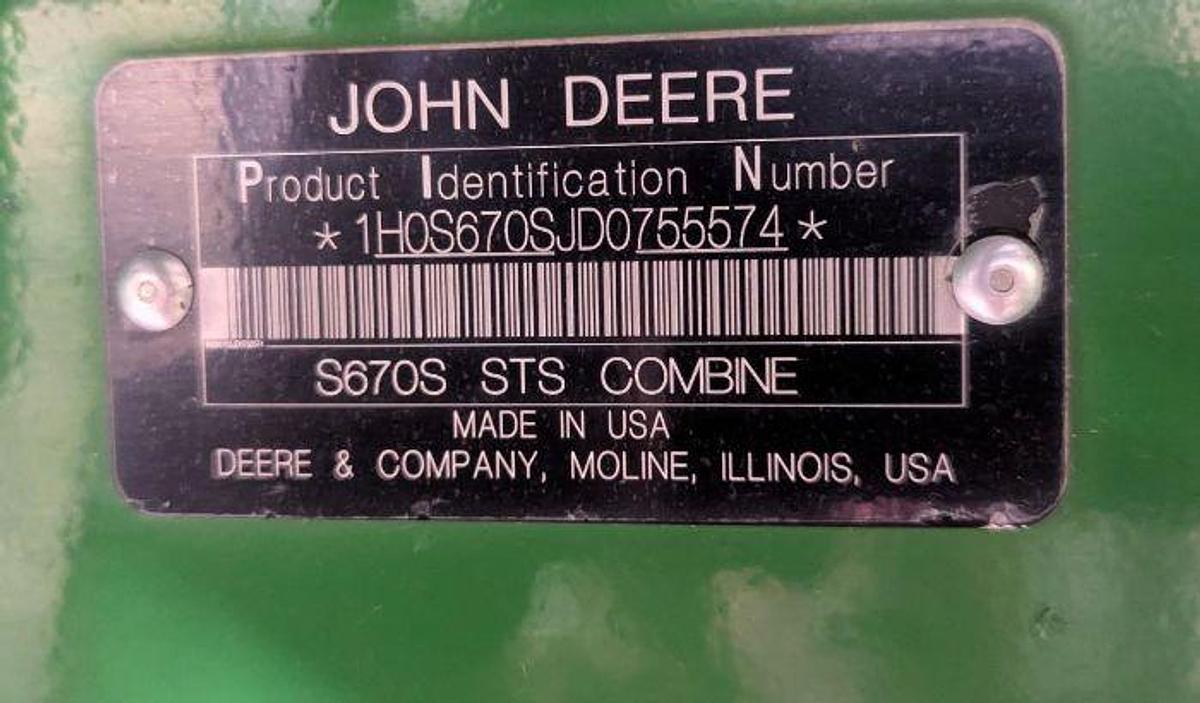 JOHN DEERE
Product Identification Number
*1H0S670SJD0755574*
S670S STS COMBINE
MADE IN USA
DEERE & COMPANY, MOLINE, ILLINOIS, USA